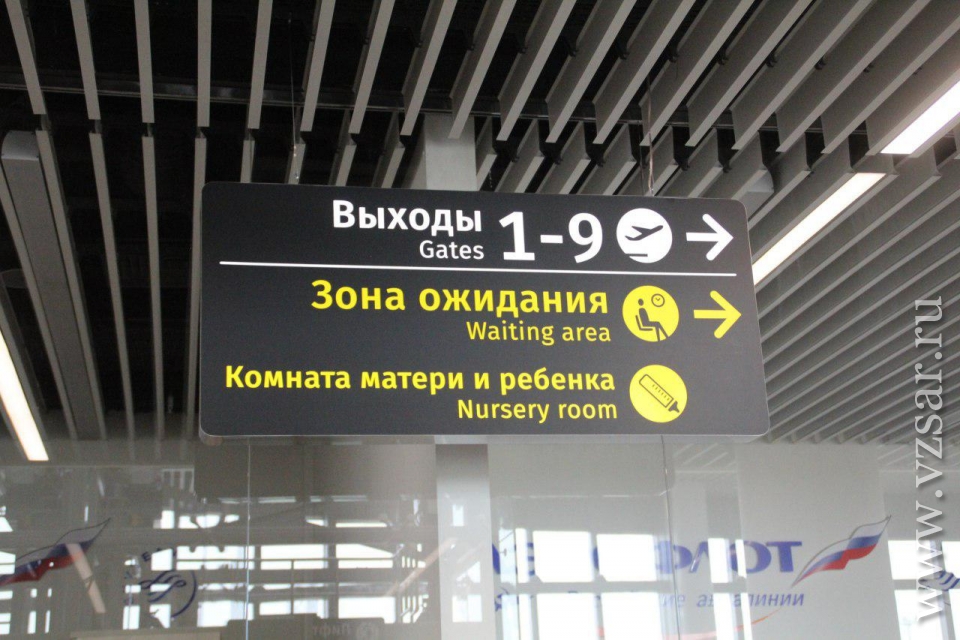 Выходы
Gates
1-9
Зона ожидания
Waiting area
Комната матери и ребенка
Nursery room
www.vzsar.ru